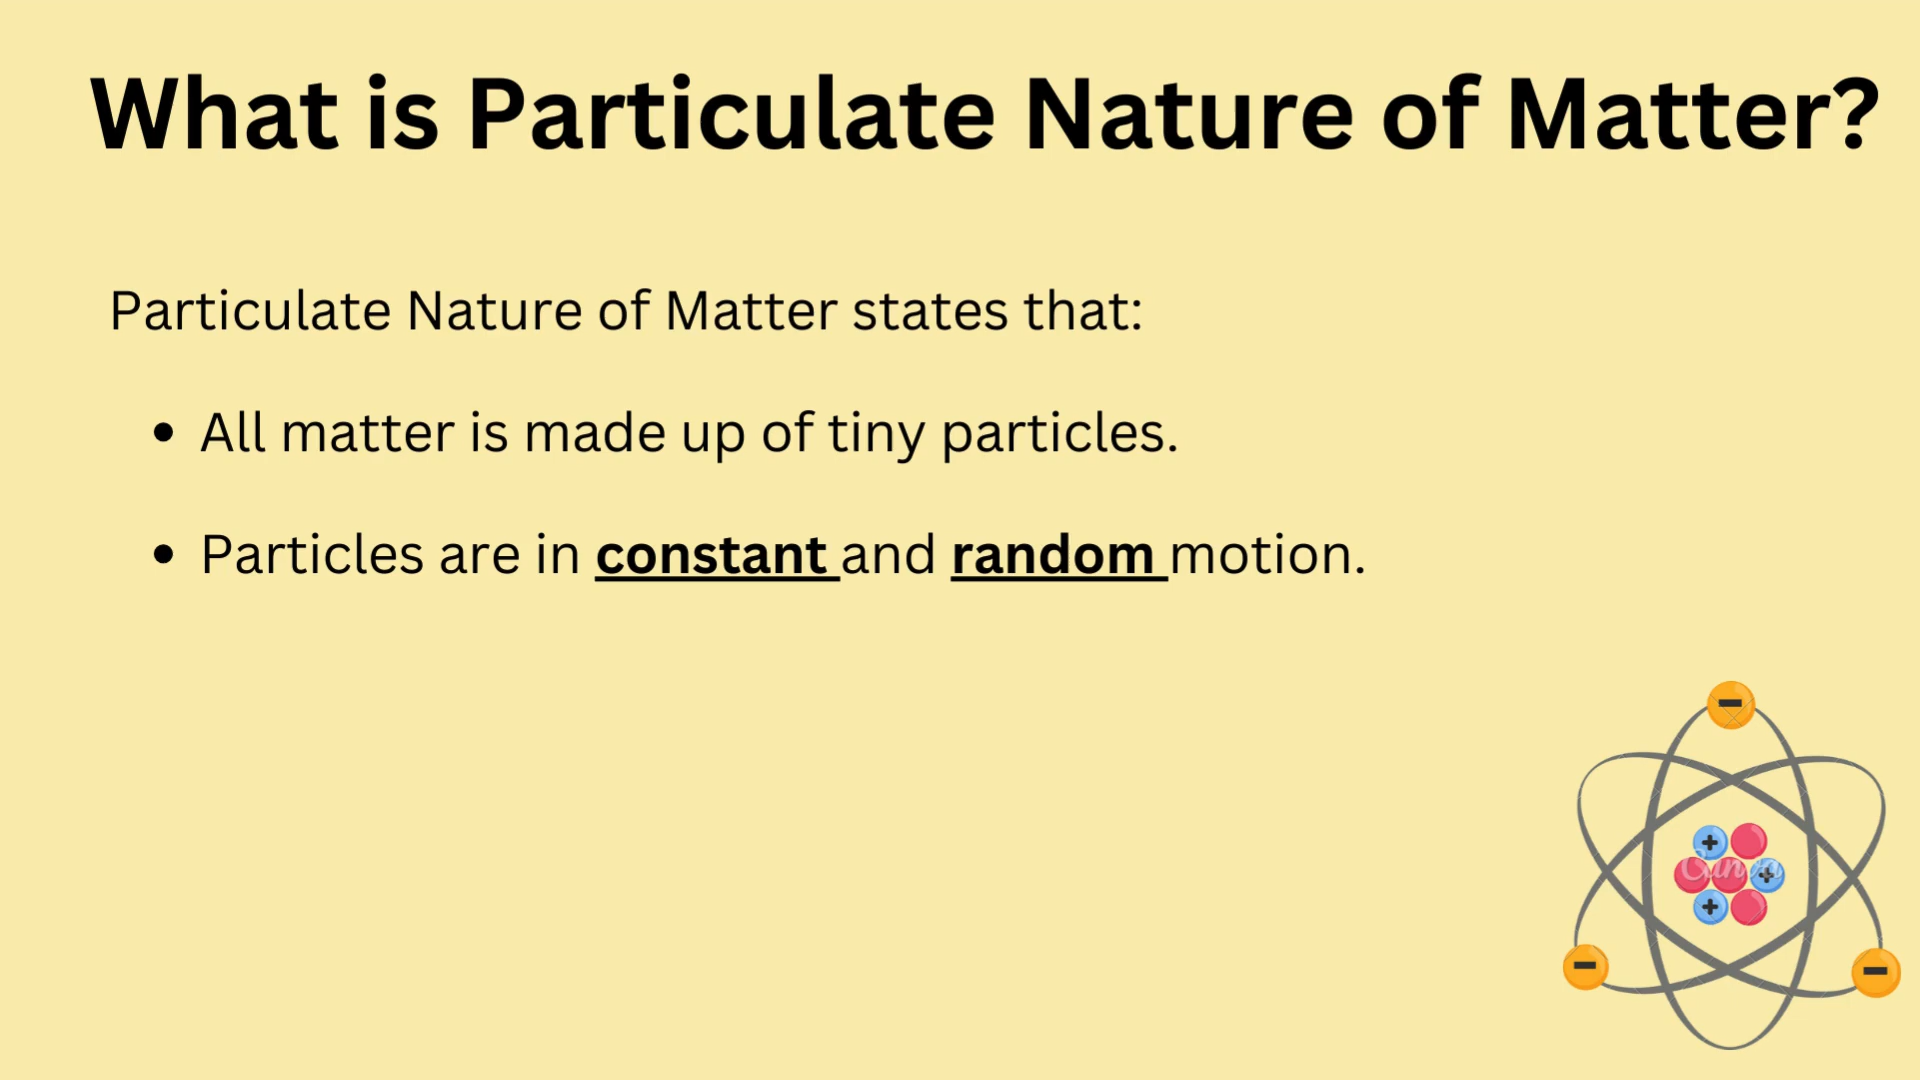 What is Particulate Nature of Matter?
Particulate Nature of Matter states that:
• All matter is made up of tiny particles.
• Particles are in constant and random motion.
-
+
Canva
+
+
-
-